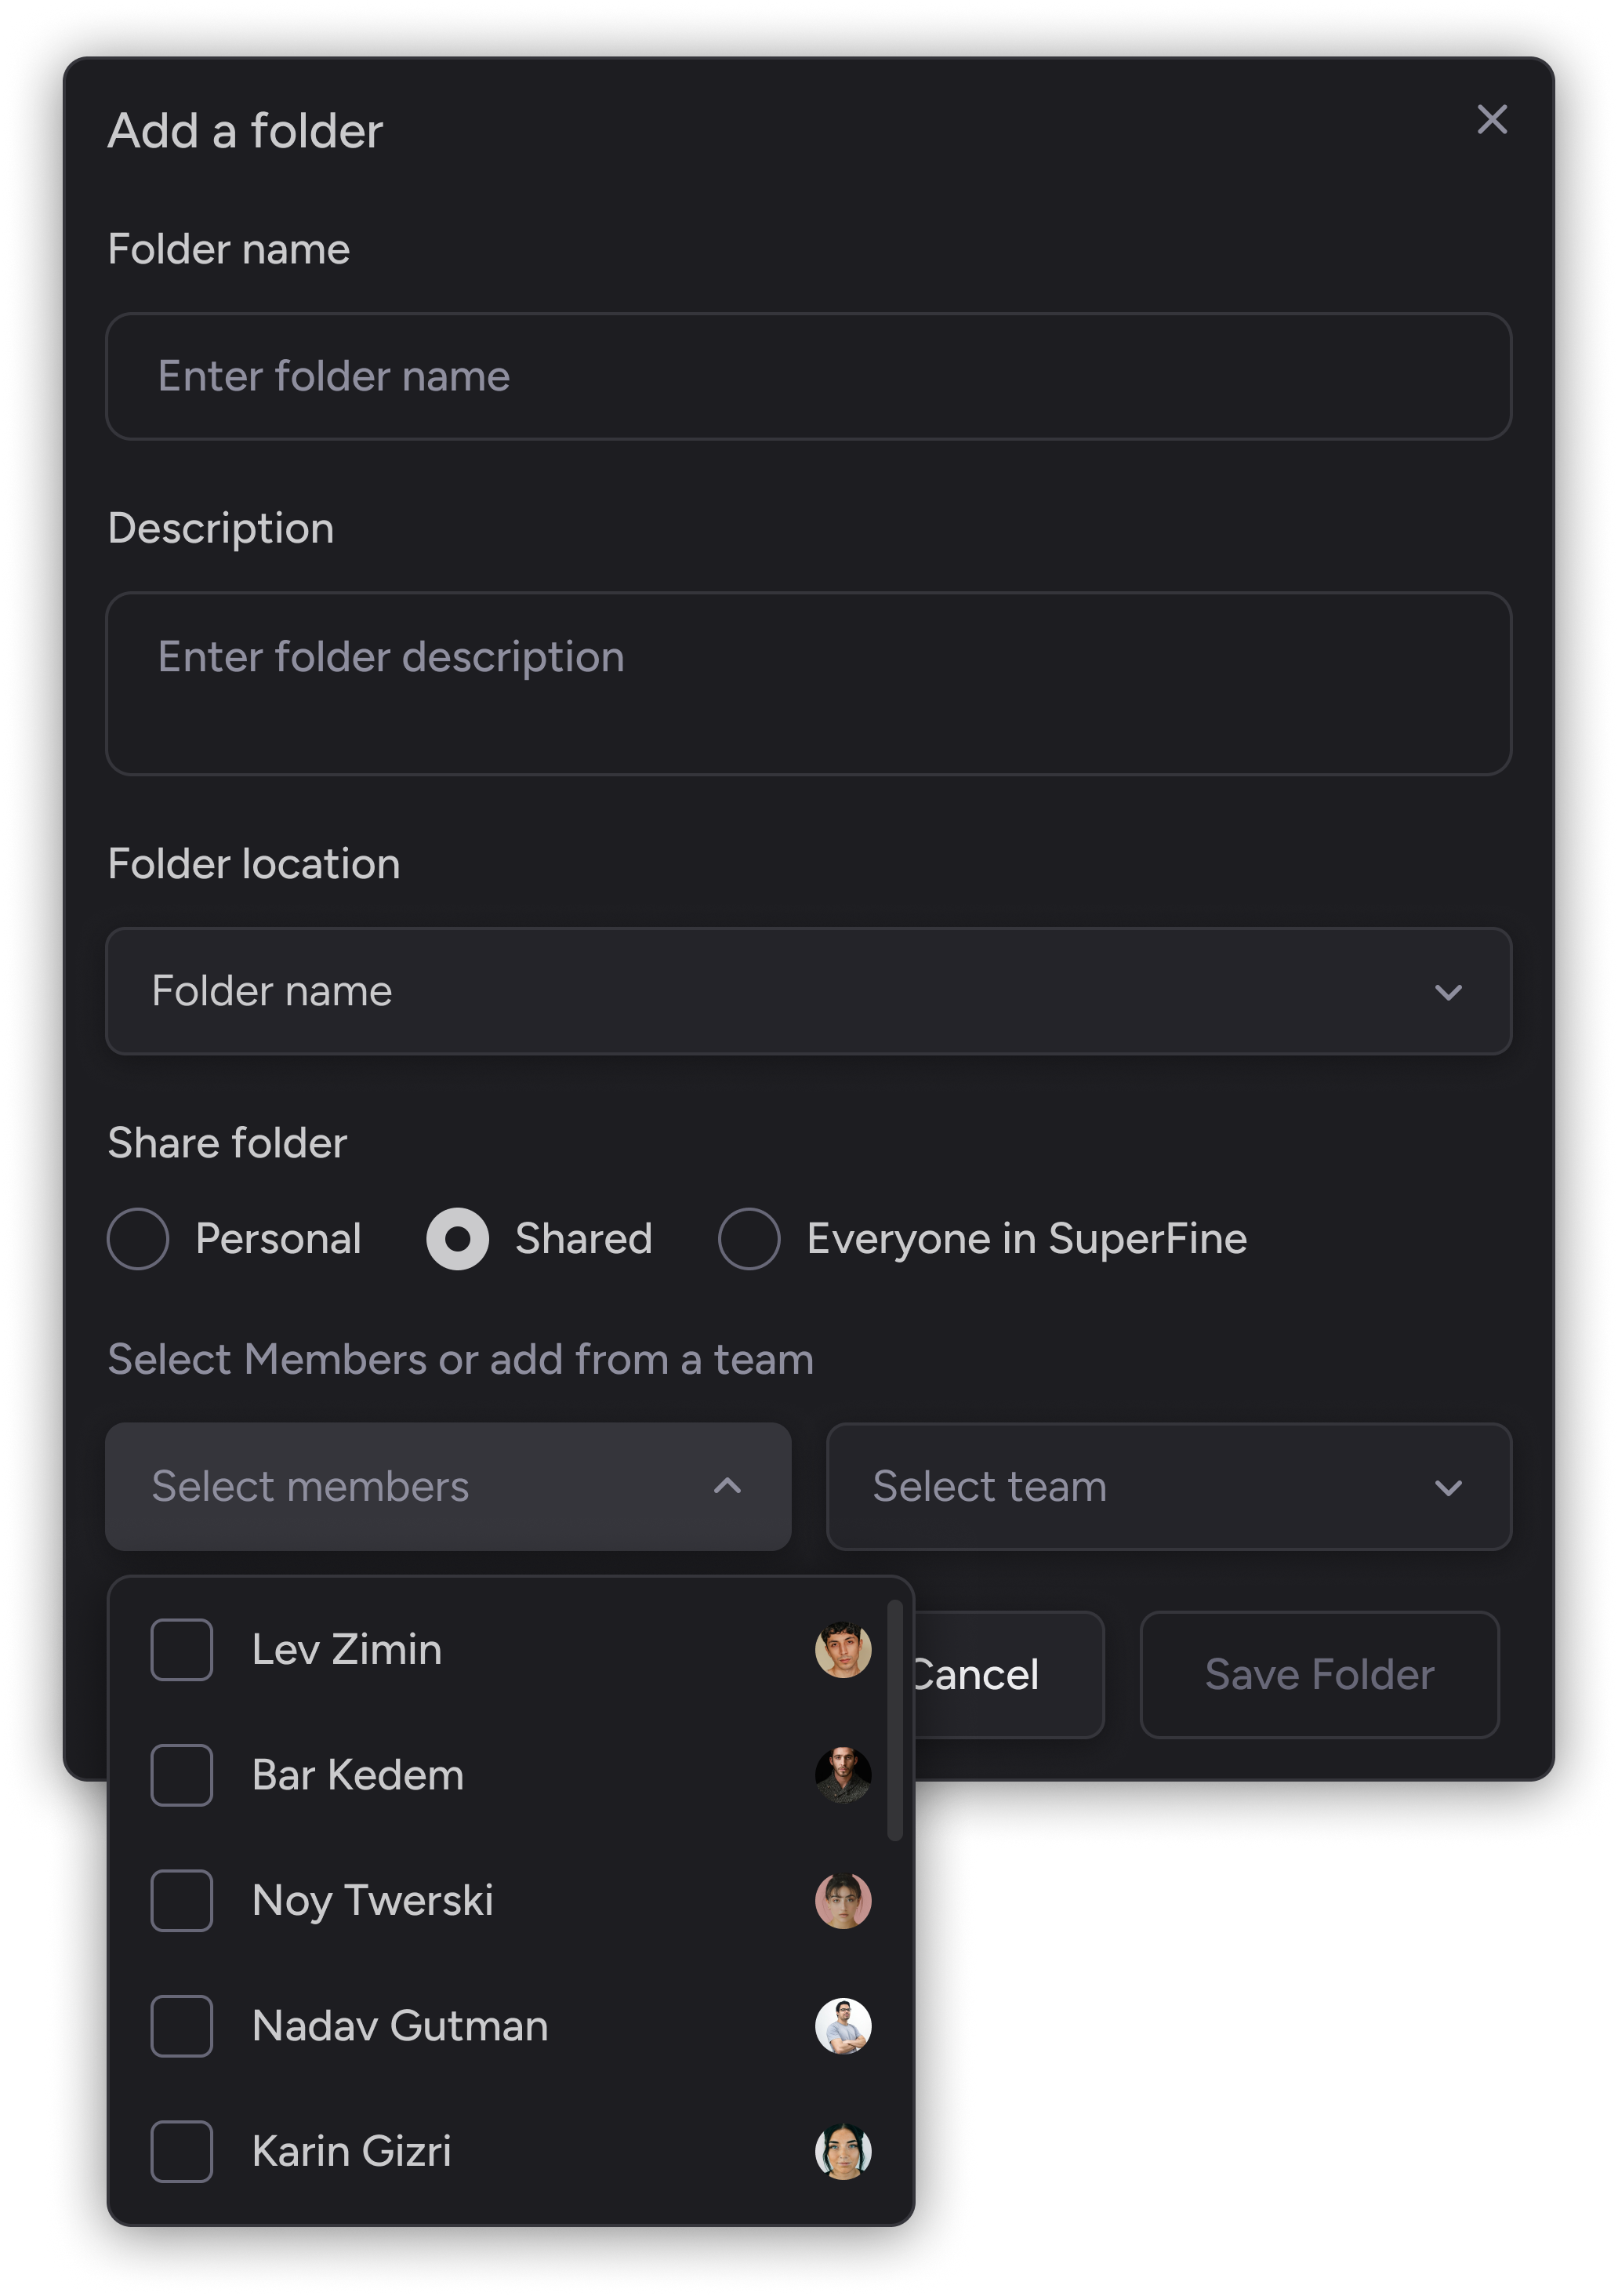 Add a folder
Folder name
Enter folder name
Description
Enter folder description
Folder location
Folder name
Share folder
Personal Shared Everyone in SuperFine
Select Members or add from a team
Select members Select team
Cancel Save Folder
Lev Zimin
Bar Kedem
Noy Twerski
Nadav Gutman
Karin Gizri